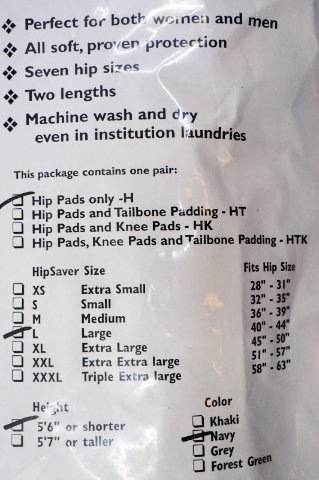 ❖ Perfect for both women and men
❖ All soft, proven protection
❖ Seven hip sizes
❖ Two lengths
❖ Machine wash and dry
even in institution laundries
This package contains one pair:
Hip Pads only -H
Hip Pads and Tailbone Padding - HT
Hip Pads and Knee Pads - HK
Hip Pads, Knee Pads and Tailbone Padding - HTK
HipSaver Size Fits Hip Size
XS Extra Small 28" - 31"
S Small 32" - 35"
M Medium 36" - 39"
L Large 40" - 44"
XL Extra Large 45" - 50"
XXL Extra Extra large 51" - 57"
XXXL Triple Extra large 58" - 63"
Height
5'6" or shorter
5'7" or taller
Color
Khaki
Navy
Grey
Forest Green